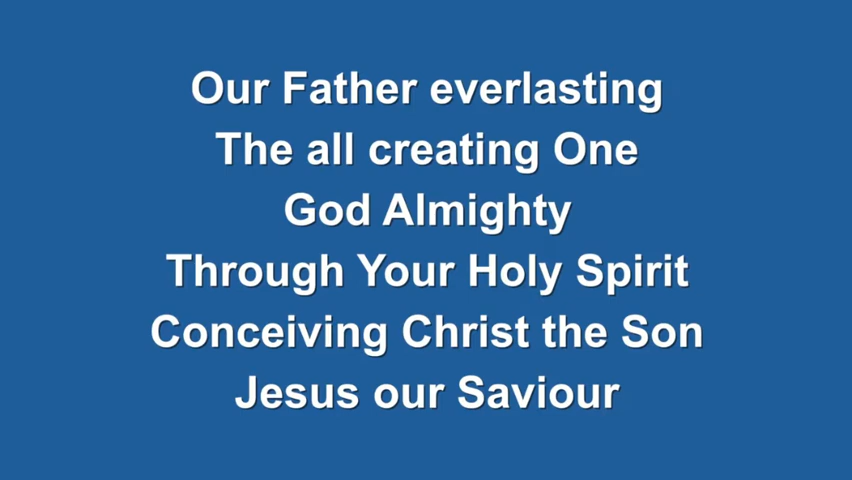 Our Father everlasting
The all creating One
God Almighty
Through Your Holy Spirit
Conceiving Christ the Son
Jesus our Saviour